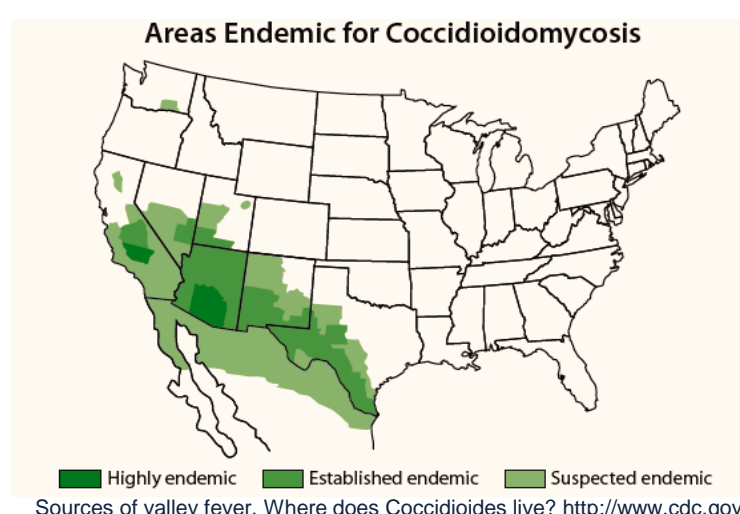 Areas Endemic for Coccidioidomycosis
Highly endemic Established endemic Suspected endemic
Sources of valley fever. Where does Coccidioides live? http://www.cdc.gov